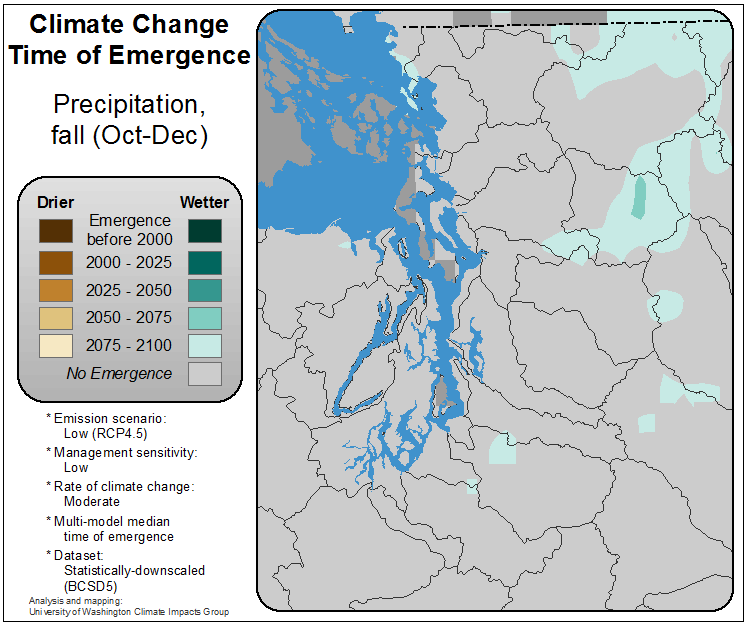 Climate Change
Time of Emergence
Precipitation,
fall (Oct-Dec)
Drier
Wetter
Emergence
before 2000
2000 - 2025
2025 - 2050
2050 - 2075
2075 - 2100
No Emergence
* Emission scenario:
Low (RCP4.5)
* Management sensitivity:
Low
* Rate of climate change:
Moderate
* Multi-model median
time of emergence
* Dataset:
Statistically-downscaled
(BCSD5)
Analysis and mapping:
University of Washington Climate Impacts Group